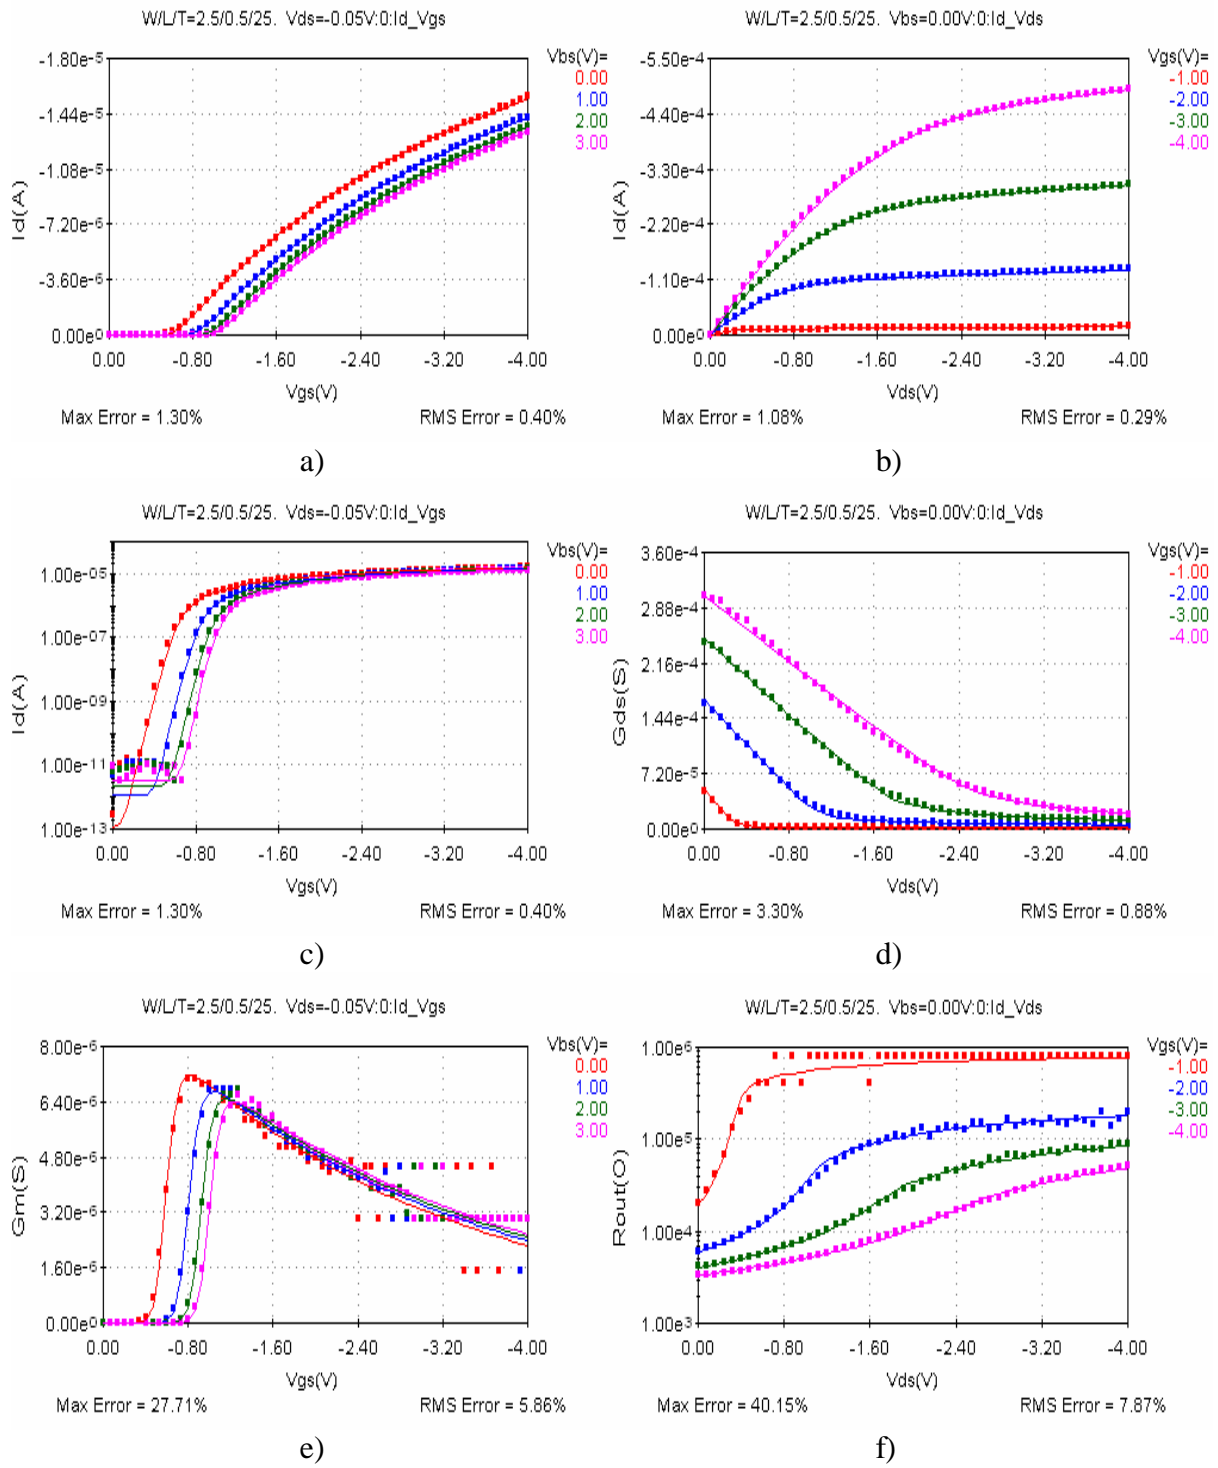 W/L/T=2.5/0.5/25. Vds=-0.05V:0:Id_Vgs
Vbs(V)=
0.00
1.00
2.00
3.00
-1.80e-5
-1.44e-5
-1.08e-5
-7.20e-6
-3.60e-6
0.00e0
Id(A)
0.00 -0.80 -1.60 -2.40 -3.20 -4.00
Vgs(V)
Max Error = 1.30% RMS Error = 0.40%
a)
W/L/T=2.5/0.5/25. Vbs=0.00V:0:Id_Vds
Vgs(V)=
-1.00
-2.00
-3.00
-4.00
-5.50e-4
-4.40e-4
-3.30e-4
-2.20e-4
-1.10e-4
0.00e0
Id(A)
0.00 -0.80 -1.60 -2.40 -3.20 -4.00
Vds(V)
Max Error = 1.08% RMS Error = 0.29%
b)
W/L/T=2.5/0.5/25. Vds=-0.05V:0:Id_Vgs
Vbs(V)=
0.00
1.00
2.00
3.00
1.00e-05
1.00e-07
1.00e-09
1.00e-11
1.00e-13
Id(A)
0.00 -0.80 -1.60 -2.40 -3.20 -4.00
Vgs(V)
Max Error = 1.30% RMS Error = 0.40%
c)
W/L/T=2.5/0.5/25. Vbs=0.00V:0:Id_Vds
Vgs(V)=
-1.00
-2.00
-3.00
-4.00
3.60e-4
2.88e-4
2.16e-4
1.44e-4
7.20e-5
0.00e0
Gds(S)
0.00 -0.80 -1.60 -2.40 -3.20 -4.00
Vds(V)
Max Error = 3.30% RMS Error = 0.88%
d)
W/L/T=2.5/0.5/25. Vds=-0.05V:0:Id_Vgs
Vbs(V)=
0.00
1.00
2.00
3.00
8.00e-6
6.40e-6
4.80e-6
3.20e-6
1.60e-6
0.00e0
Gm(S)
0.00 -0.80 -1.60 -2.40 -3.20 -4.00
Vgs(V)
Max Error = 27.71% RMS Error = 5.86%
e)
W/L/T=2.5/0.5/25. Vbs=0.00V:0:Id_Vds
Vgs(V)=
-1.00
-2.00
-3.00
-4.00
1.00e6
1.00e5
1.00e4
1.00e3
Rout(O)
0.00 -0.80 -1.60 -2.40 -3.20 -4.00
Vds(V)
Max Error = 40.15% RMS Error = 7.87%
f)